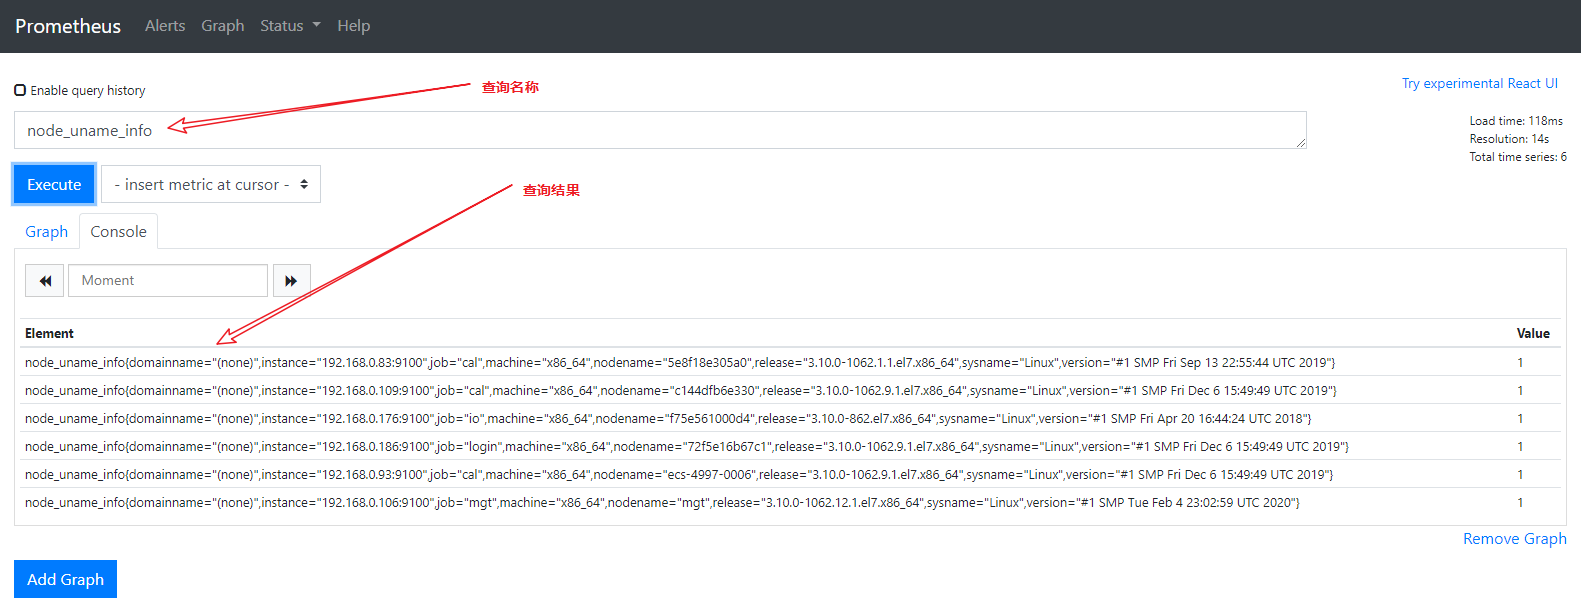 Prometheus Alerts Graph Status Help
Enable query history
查询名称
Try experimental React UI
node_uname_info
Load time: 118ms
Resolution: 14s
Total time series: 6
Execute
- insert metric at cursor -
查询结果
Graph
Console
Moment
Element Value
node_uname_info{domainname="(none)",instance="192.168.0.83:9100",job="cal",machine="x86_64",nodename="5e8f18e305a0",release="3.10.0-1062.1.1.el7.x86_64",sysname="Linux",version="#1 SMP Fri Sep 13 22:55:44 UTC 2019"} 1
node_uname_info{domainname="(none)",instance="192.168.0.109:9100",job="cal",machine="x86_64",nodename="c144dfb6e330",release="3.10.0-1062.9.1.el7.x86_64",sysname="Linux",version="#1 SMP Fri Dec 6 15:49:49 UTC 2019"} 1
node_uname_info{domainname="(none)",instance="192.168.0.176:9100",job="io",machine="x86_64",nodename="f75e561000d4",release="3.10.0-862.el7.x86_64",sysname="Linux",version="#1 SMP Fri Apr 20 16:44:24 UTC 2018"} 1
node_uname_info{domainname="(none)",instance="192.168.0.186:9100",job="login",machine="x86_64",nodename="72f5e16b67c1",release="3.10.0-1062.9.1.el7.x86_64",sysname="Linux",version="#1 SMP Fri Dec 6 15:49:49 UTC 2019"} 1
node_uname_info{domainname="(none)",instance="192.168.0.93:9100",job="cal",machine="x86_64",nodename="ecs-4997-0006",release="3.10.0-1062.9.1.el7.x86_64",sysname="Linux",version="#1 SMP Fri Dec 6 15:49:49 UTC 2019"} 1
node_uname_info{domainname="(none)",instance="192.168.0.106:9100",job="mgt",machine="x86_64",nodename="mgt",release="3.10.0-1062.12.1.el7.x86_64",sysname="Linux",version="#1 SMP Tue Feb 4 23:02:59 UTC 2020"} 1
Remove Graph
Add Graph